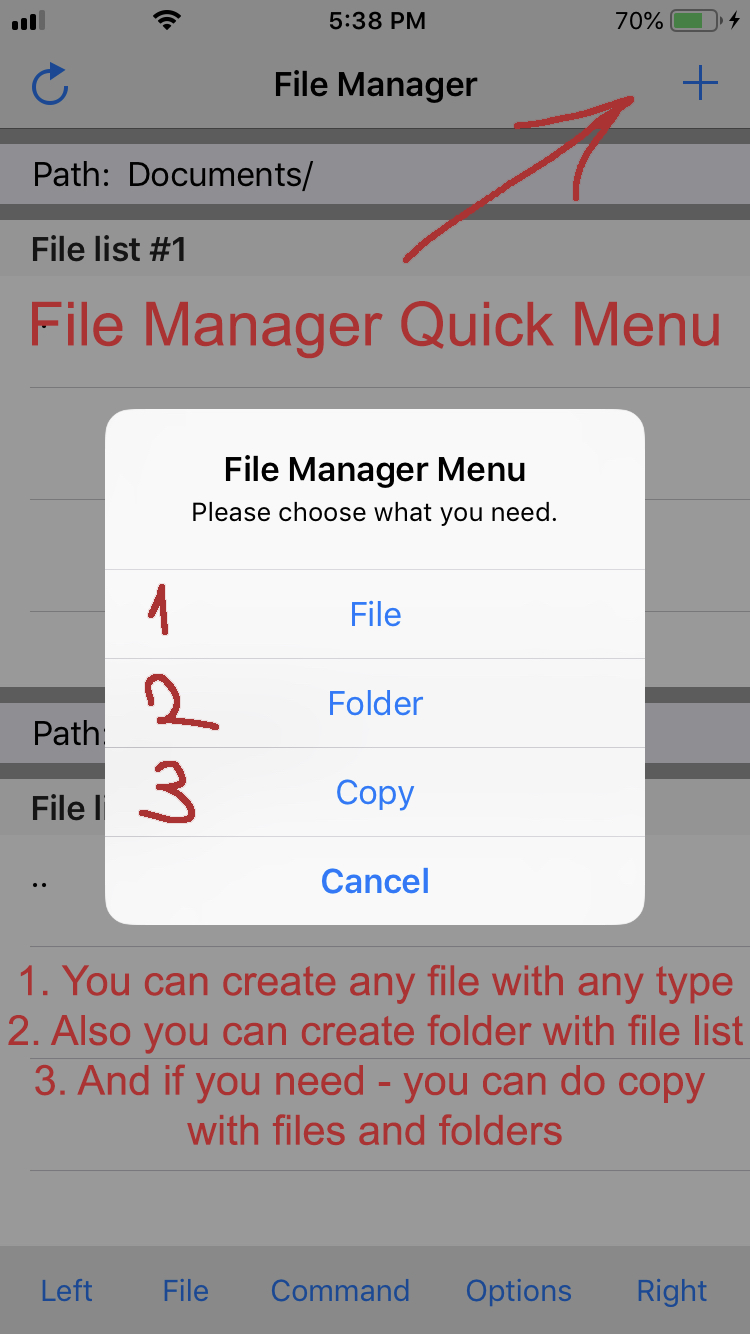 5:38 PM
70%
File Manager
Path: Documents/
File list #1
File Manager Quick Menu
File Manager Menu
Please choose what you need.
1 File
2 Folder
Path:
3 Copy
File li
Cancel
..
1. You can create any file with any type
2. Also you can create folder with file list
3. And if you need - you can do copy
with files and folders
Left File Command Options Right